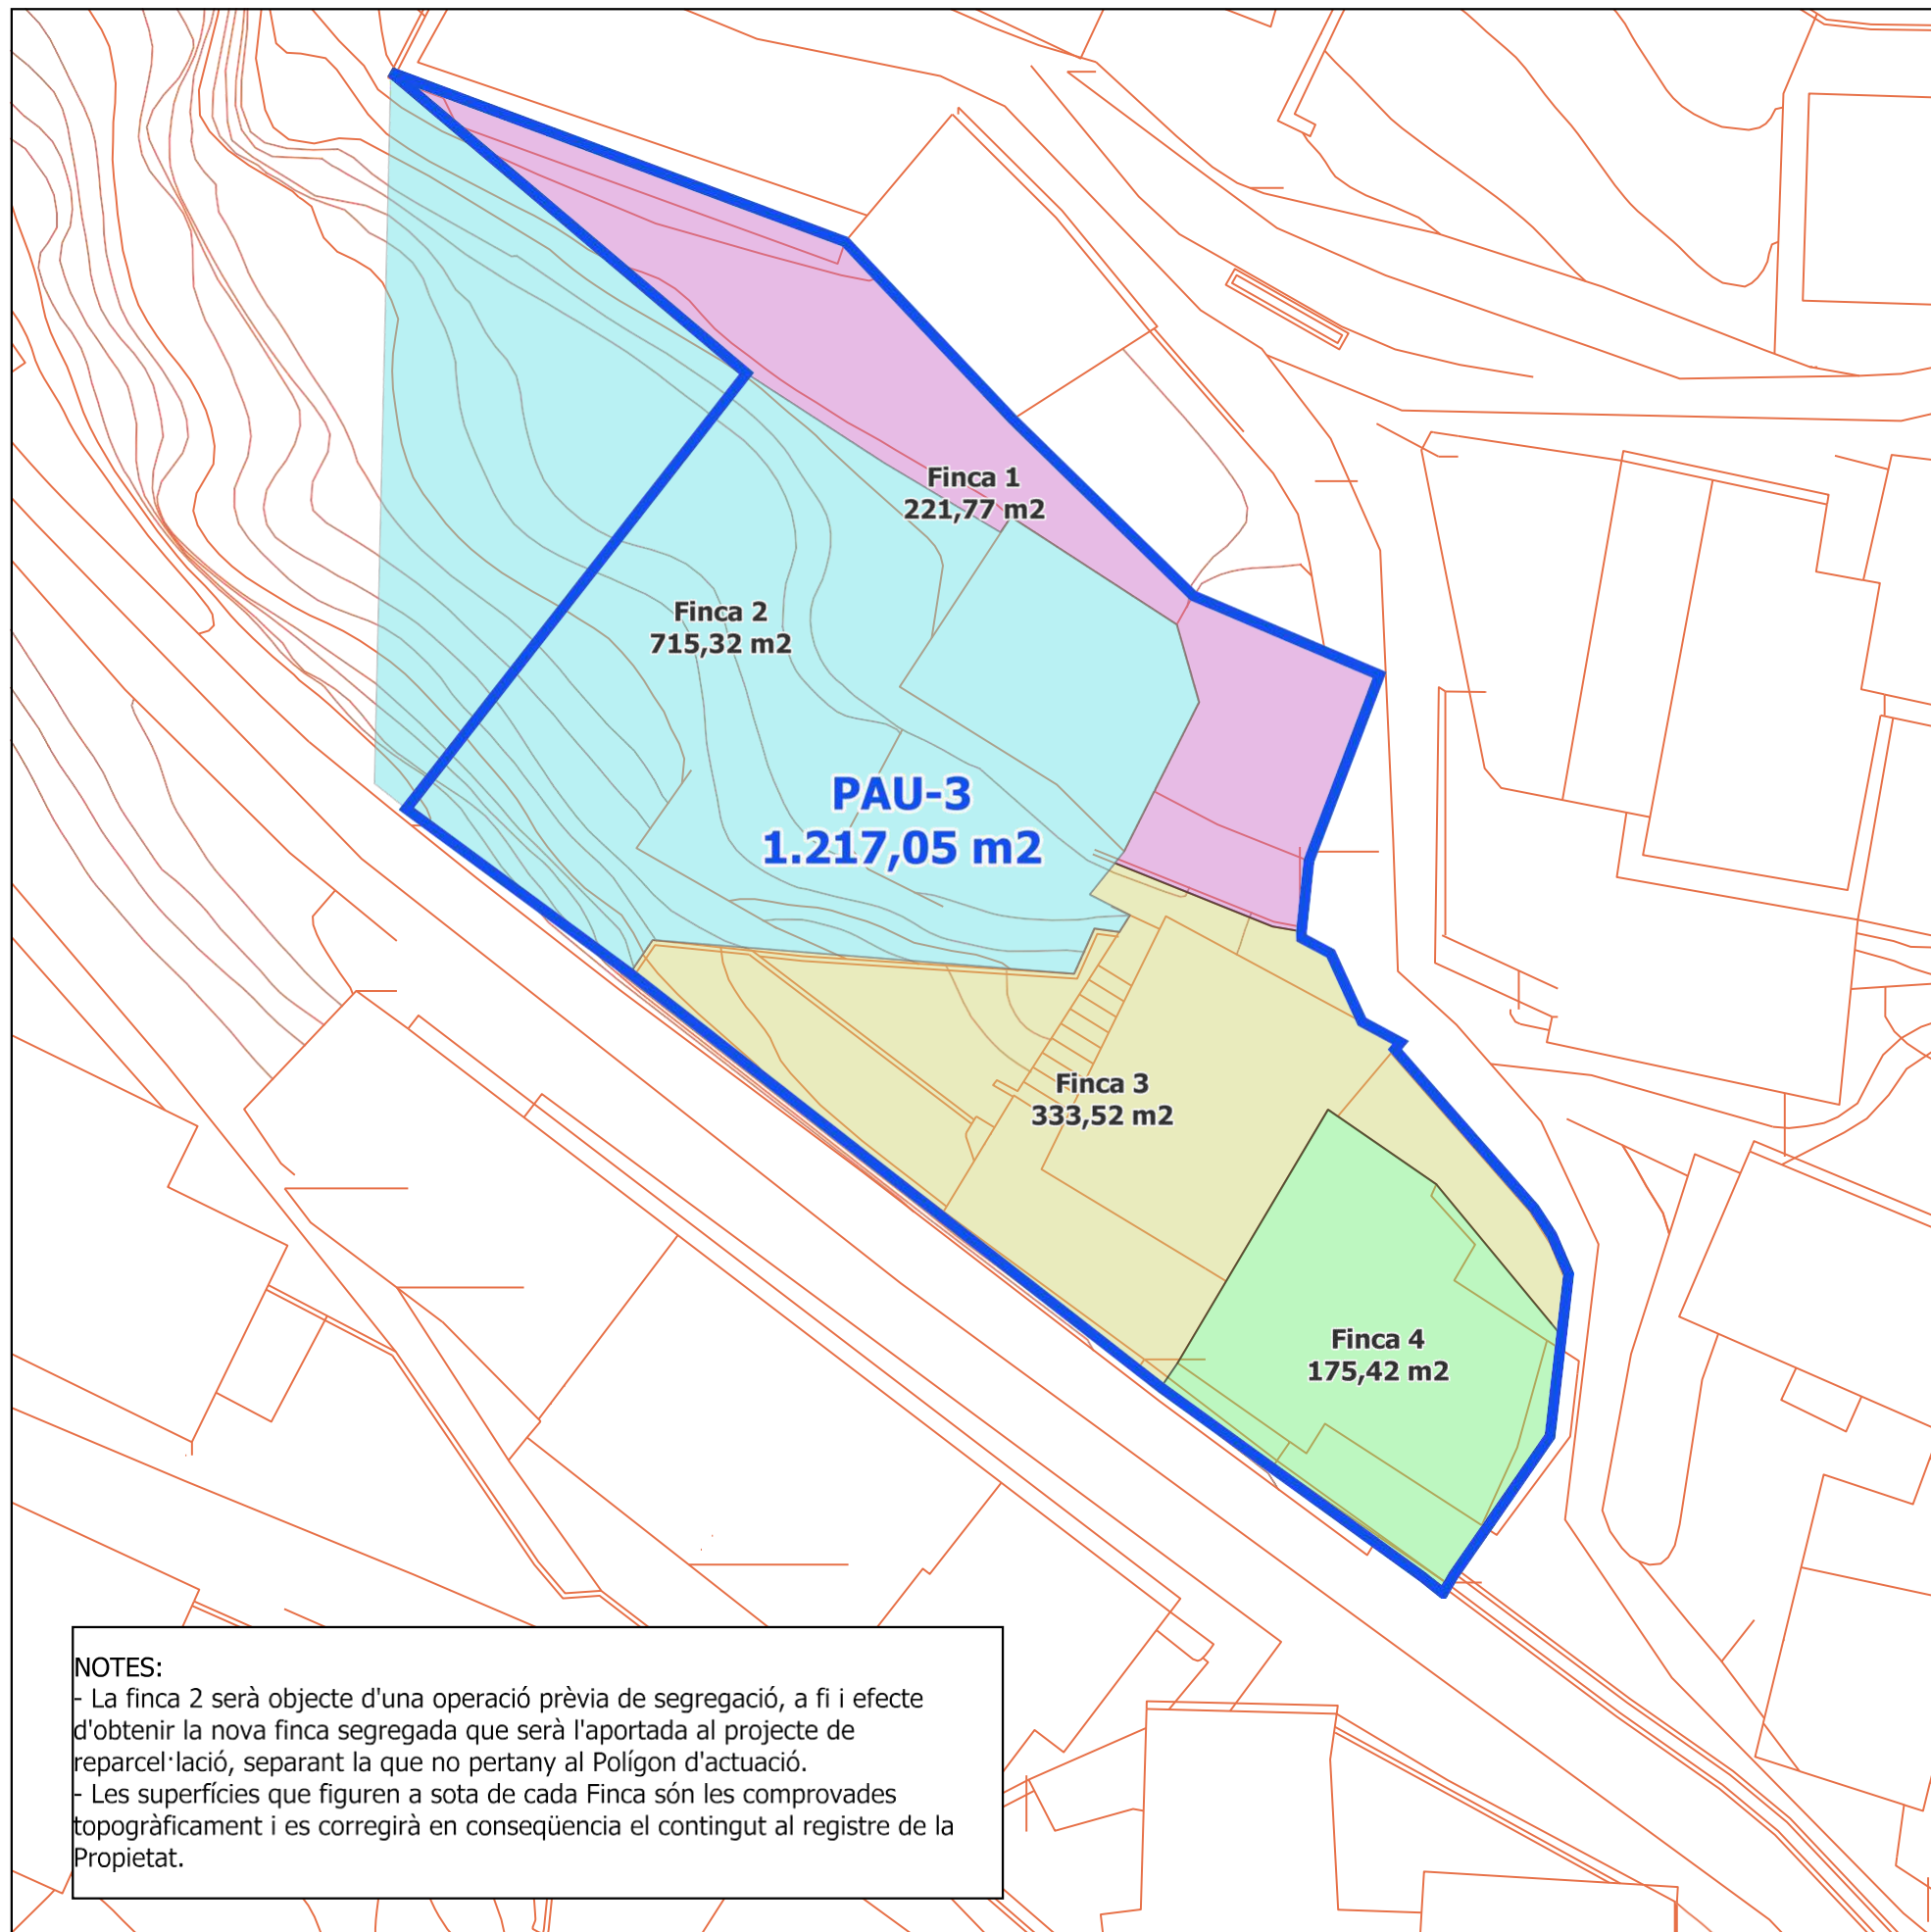 Finca 1
221,77 m2
Finca 2
715,32 m2
PAU-3
1.217,05 m2
Finca 3
333,52 m2
Finca 4
175,42 m2
NOTES:
- La finca 2 serà objecte d'una operació prèvia de segregació, a fi i efecte
d'obtenir la nova finca segregada que serà l'aportada al projecte de
reparcel·lació, separant la que no pertany al Polígon d'actuació.
- Les superfícies que figuren a sota de cada Finca són les comprovades
topogràficament i es corregirà en conseqüencia el contingut al registre de la
Propietat.